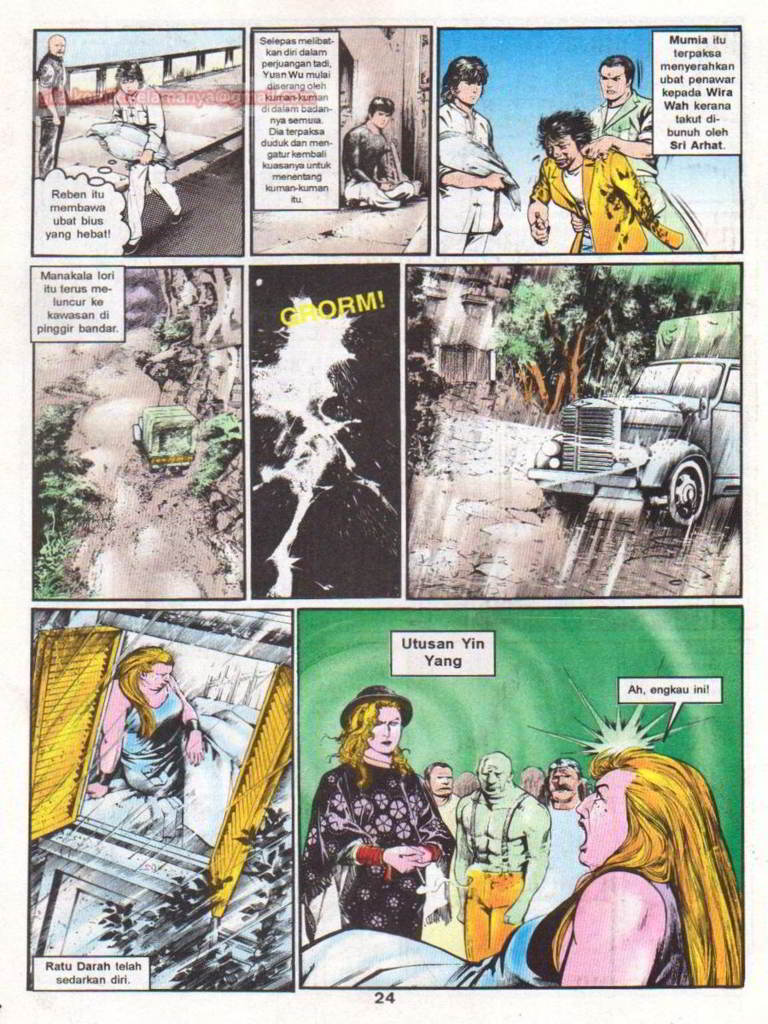 Reben itu
membawa
ubat bius
yang hebat!
Selepas melibat-
kan diri dalam
perjuangan tadi,
Yuan Wu mulai
diserang oleh
kuman-kuman
di dalam badan-
nya semula.
Dia terpaksa
duduk dan me-
ngatur kembali
kuasanya untuk
menentang
kuman-kuman
itu.
Mumia itu
terpaksa
menyerahkan
ubat penawar
kepada Wira
Wah kerana
takut di-
bunuh oleh
Sri Arhat.
Manakala lori
itu terus me-
luncur ke
kawasan di
pinggir bandar.
GRORM!
Ratu Darah telah
sedarkan diri.
Utusan Yin
Yang
Ah, engkau ini!
24